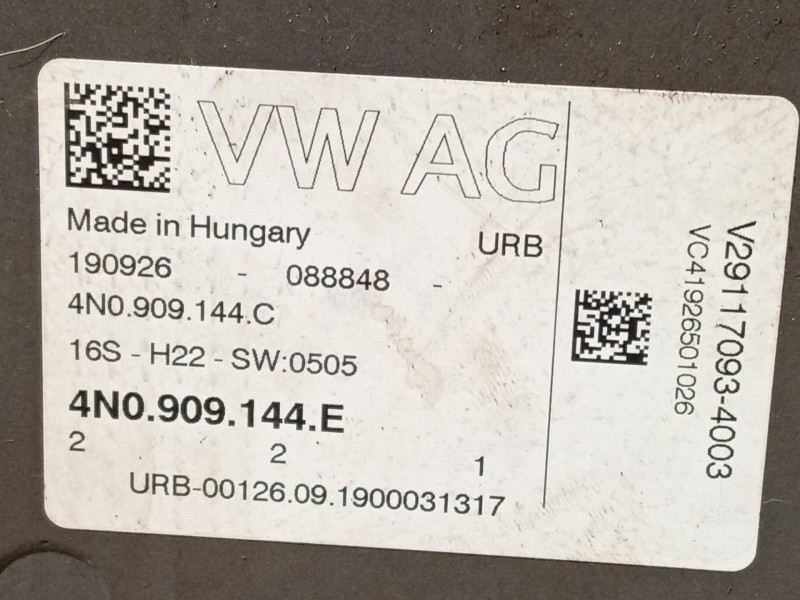 VW AG
Made in Hungary
URB
190926 - 088848 -
4N0.909.144.C
16S - H22 - SW:0505
4N0.909.144.E
2 2 1
URB-00126.09.1900031317
V29117093-4003
VC41926501026